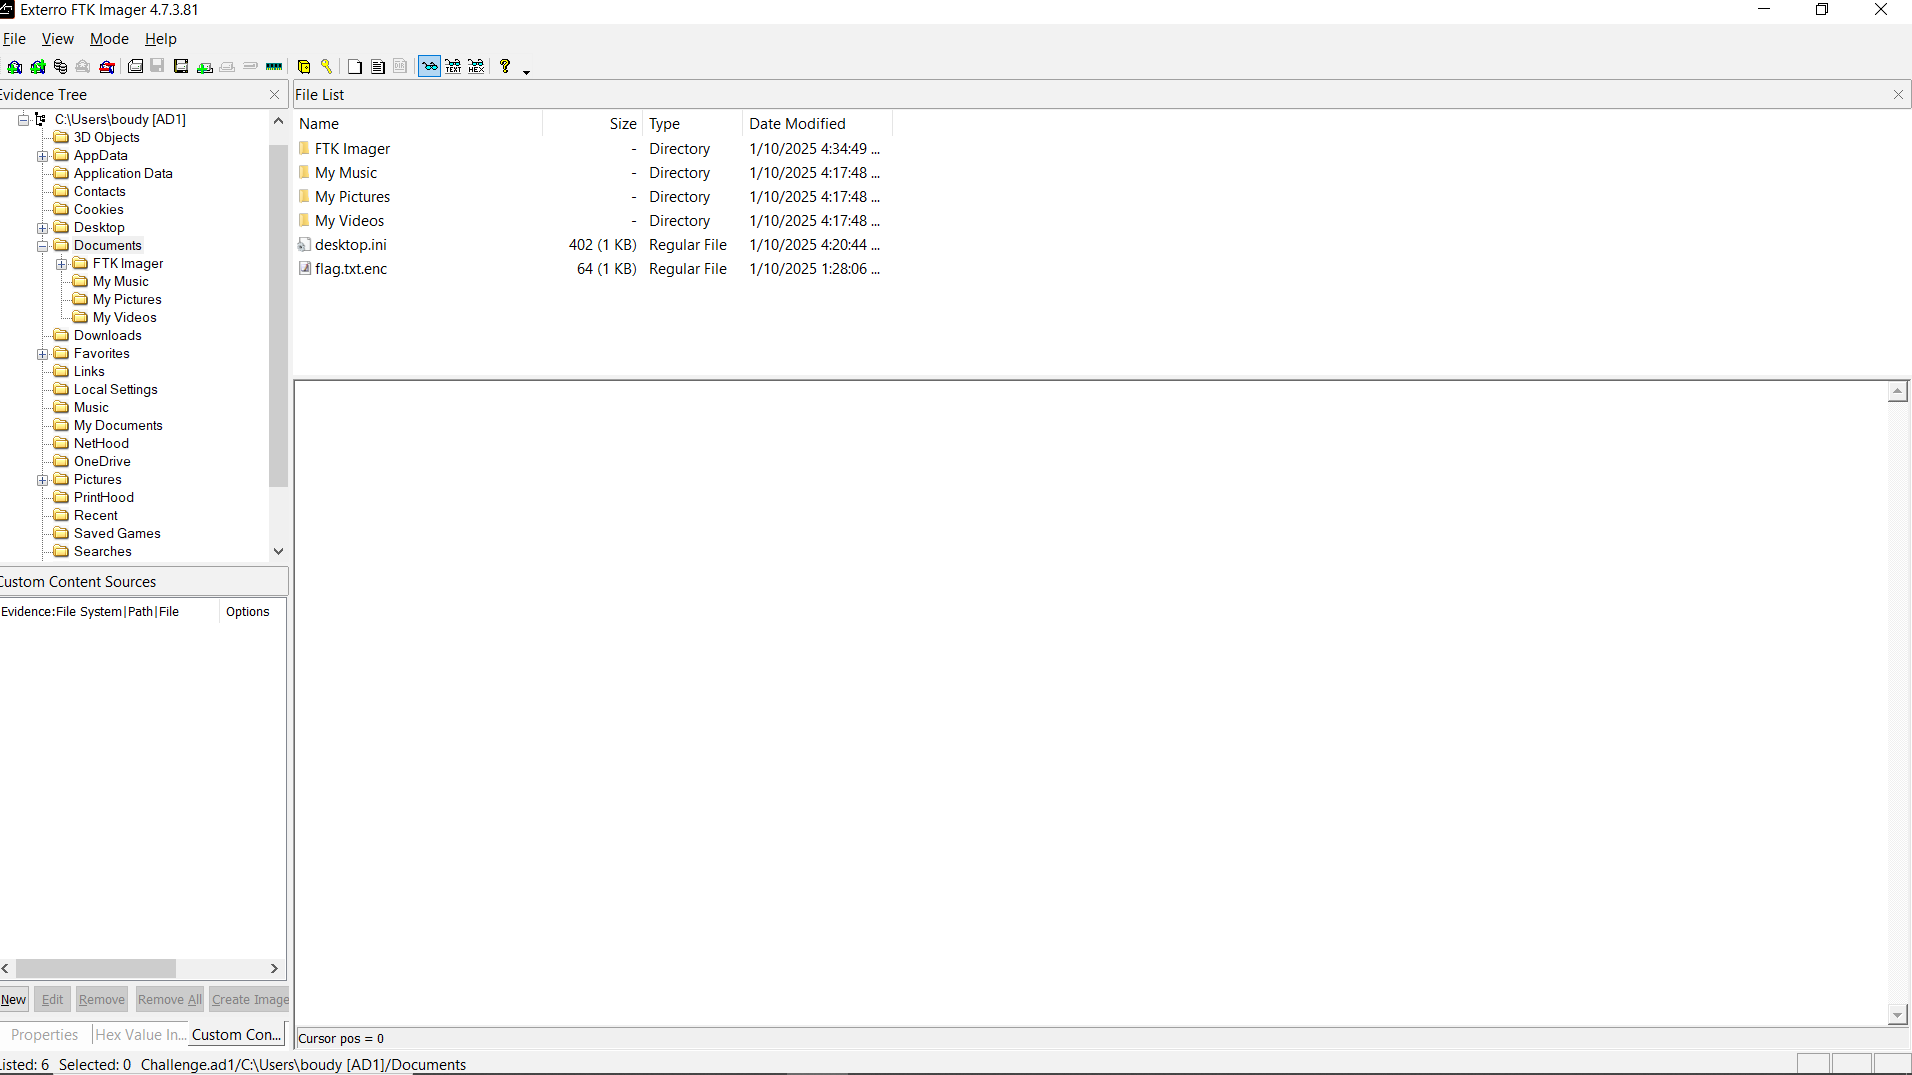 Exterro FTK Imager 4.7.3.81
File View Mode Help
TEXT HEX
Evidence Tree
C:\Users\boudy [AD1]
3D Objects
AppData
Application Data
Contacts
Cookies
Desktop
Documents
FTK Imager
My Music
My Pictures
My Videos
Downloads
Favorites
Links
Local Settings
Music
My Documents
NetHood
OneDrive
Pictures
PrintHood
Recent
Saved Games
Searches
Custom Content Sources
Evidence:File System|Path|File Options
New Edit Remove Remove All Create Image
Properties Hex Value In... Custom Con...
File List
Name Size Type Date Modified
FTK Imager - Directory 1/10/2025 4:34:49 ...
My Music - Directory 1/10/2025 4:17:48 ...
My Pictures - Directory 1/10/2025 4:17:48 ...
My Videos - Directory 1/10/2025 4:17:48 ...
desktop.ini 402 (1 KB) Regular File 1/10/2025 4:20:44 ...
flag.txt.enc 64 (1 KB) Regular File 1/10/2025 1:28:06 ...
Cursor pos = 0
Listed: 6 Selected: 0 Challenge.ad1/C:\Users\boudy [AD1]/Documents